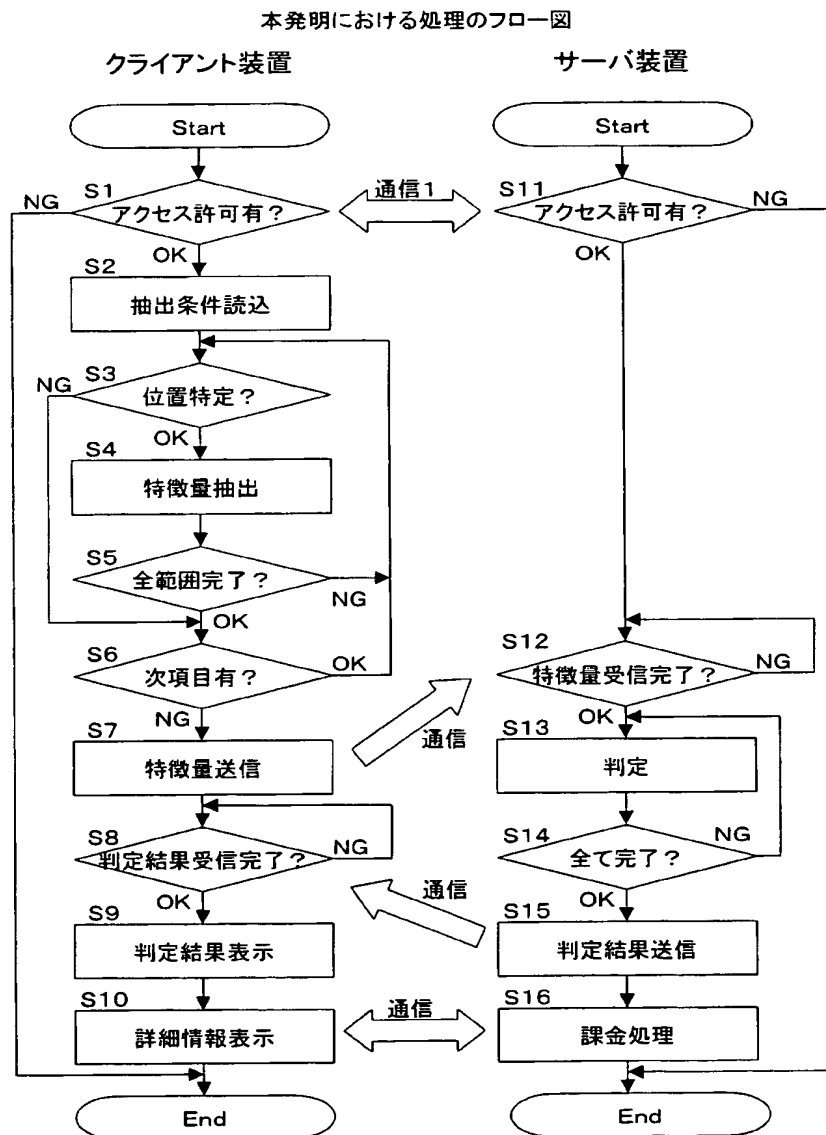 本発明における処理のフロー図
クライアント装置
サーバ装置
Start
Start
S1
NG
アクセス許可有？
通信1
S11
NG
アクセス許可有？
OK
OK
S2
抽出条件読込
S3
NG
位置特定？
OK
S4
特徴量抽出
S5
全範囲完了？
NG
OK
S6
次項目有？
OK
NG
S12
特徴量受信完了？
NG
OK
S7
特徴量送信
通信
S13
判定
S8
判定結果受信完了？
NG
OK
S14
NG
全て完了？
OK
通信
S9
判定結果表示
S15
判定結果送信
S10
詳細情報表示
通信
S16
課金処理
End
End